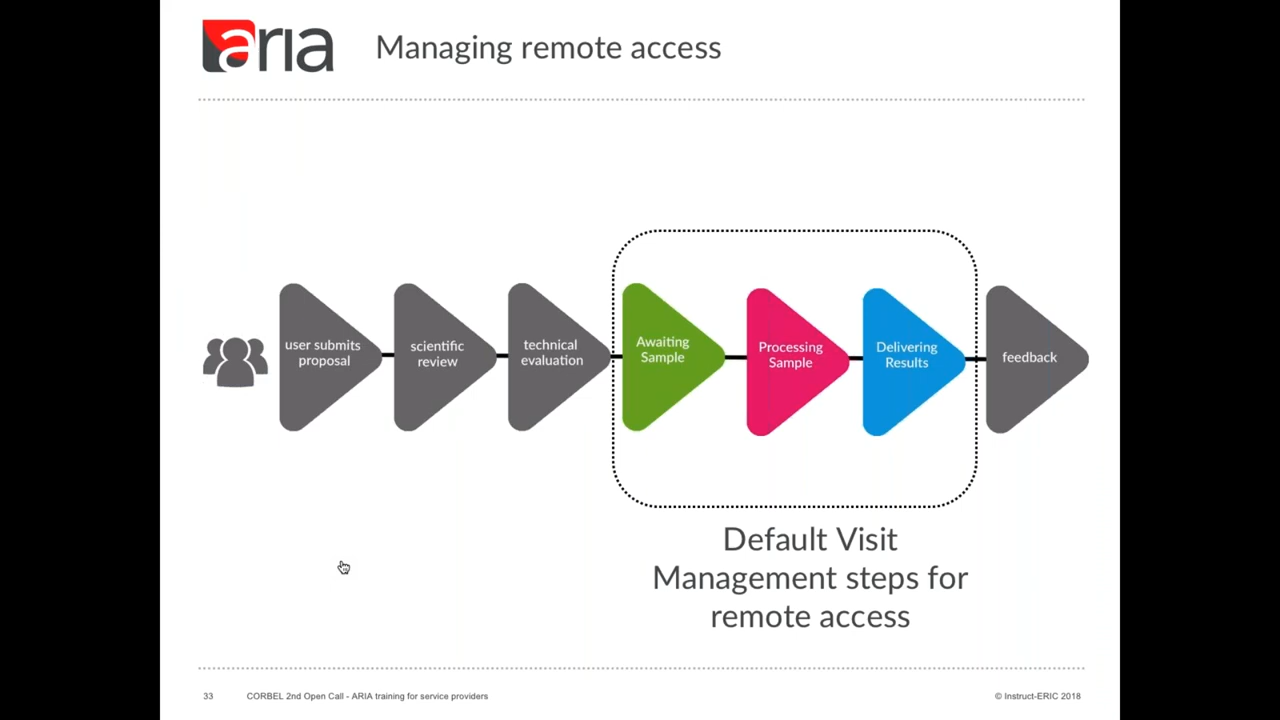 aria
Managing remote access
user submits
proposal
scientific
review
technical
evaluation
Awaiting
Sample
Processing
Sample
Delivering
Results
feedback
Default Visit
Management steps for
remote access
33
CORBEL 2nd Open Call - ARIA training for service providers
© Instruct-ERIC 2018